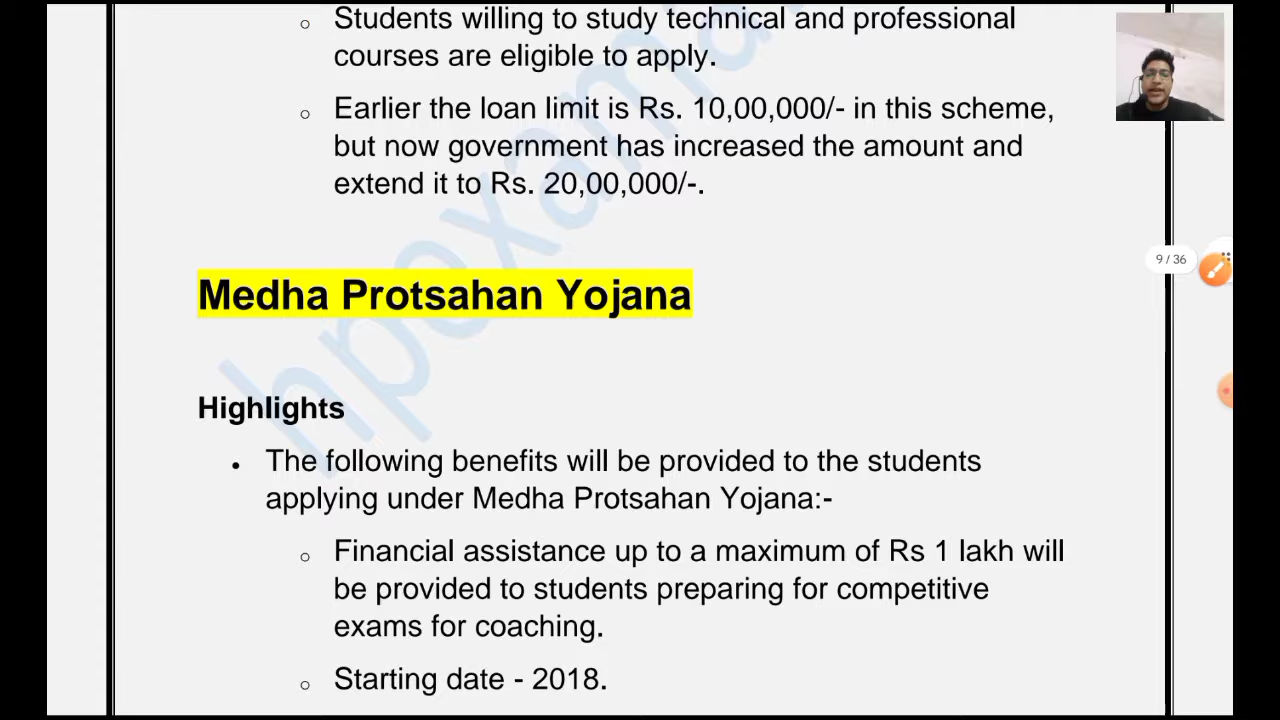 ○ Students willing to study technical and professional
courses are eligible to apply.
○ Earlier the loan limit is Rs. 10,00,000/- in this scheme,
but now government has increased the amount and
extend it to Rs. 20,00,000/-.
9 / 36
Medha Protsahan Yojana
Highlights
• The following benefits will be provided to the students
applying under Medha Protsahan Yojana:-
○ Financial assistance up to a maximum of Rs 1 lakh will
be provided to students preparing for competitive
exams for coaching.
○ Starting date - 2018.
hpexama